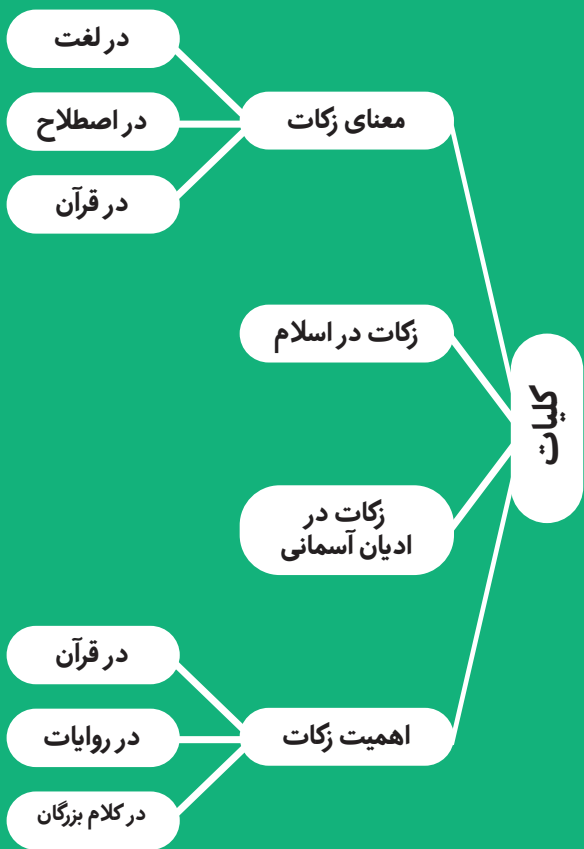 کلیات
معنای زکات
در لغت
در اصطلاح
در قرآن
زکات در اسلام
زکات در
ادیان آسمانی
اهمیت زکات
در قرآن
در روایات
در کلام بزرگان